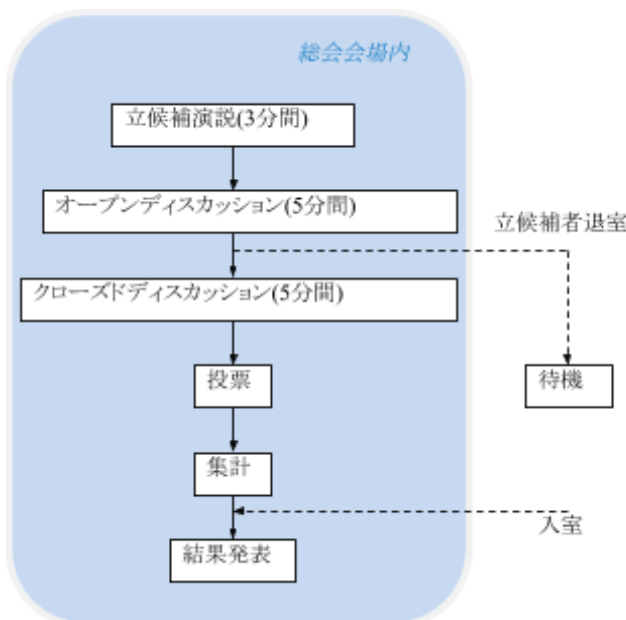 総会会場内
立候補演説(3分間)
オープンディスカッション(5分間)
立候補者退室
クローズドディスカッション(5分間)
投票
待機
集計
入室
結果発表